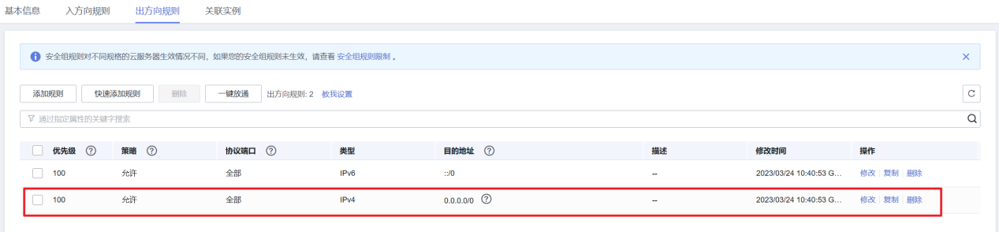 基本信息 入方向规则 出方向规则 关联实例
安全组规则对不同规格的云服务器生效情况不同，如果您的安全组规则未生效，请查看 安全组规则限制 。
添加规则 快速添加规则 删除 一键放通 出方向规则: 2 教我设置
通过指定属性的关键字搜索
优先级 策略 协议端口 类型 目的地址 描述 修改时间 操作
100 允许 全部 IPv6 ::/0 -- 2023/03/24 10:40:53 G... 修改 复制 删除
100 允许 全部 IPv4 0.0.0.0/0 -- 2023/03/24 10:40:53 G... 修改 复制 删除